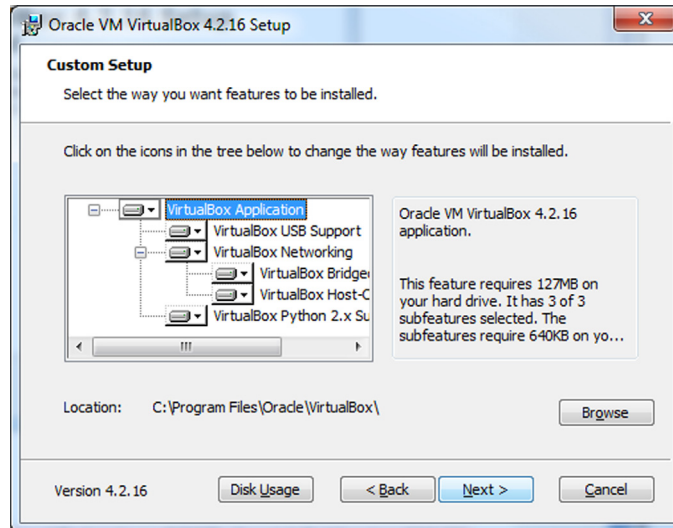 Oracle VM VirtualBox 4.2.16 Setup
Custom Setup
Select the way you want features to be installed.
Click on the icons in the tree below to change the way features will be installed.
VirtualBox Application
VirtualBox USB Support
VirtualBox Networking
VirtualBox Bridge
VirtualBox Host-C
VirtualBox Python 2.x Su
Oracle VM VirtualBox 4.2.16
application.
This feature requires 127MB on
your hard drive. It has 3 of 3
subfeatures selected. The
subfeatures require 640KB on yo...
Location: C:\Program Files\Oracle\VirtualBox\
Browse
Version 4.2.16
Disk Usage
< Back
Next >
Cancel